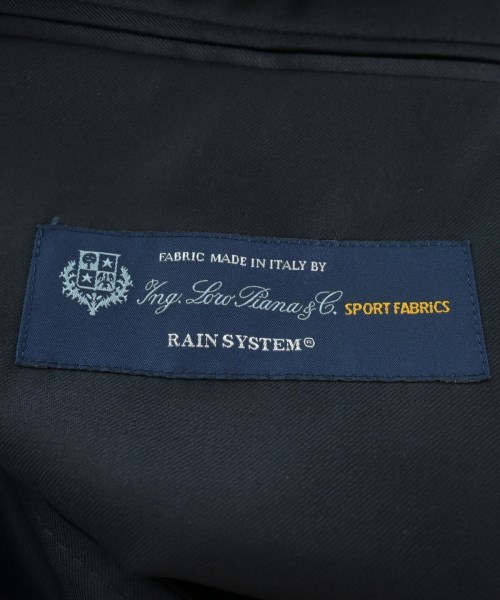 FABRIC MADE IN ITALY BY
Ing. Loro Piana & C. SPORT FABRICS
RAIN SYSTEM®